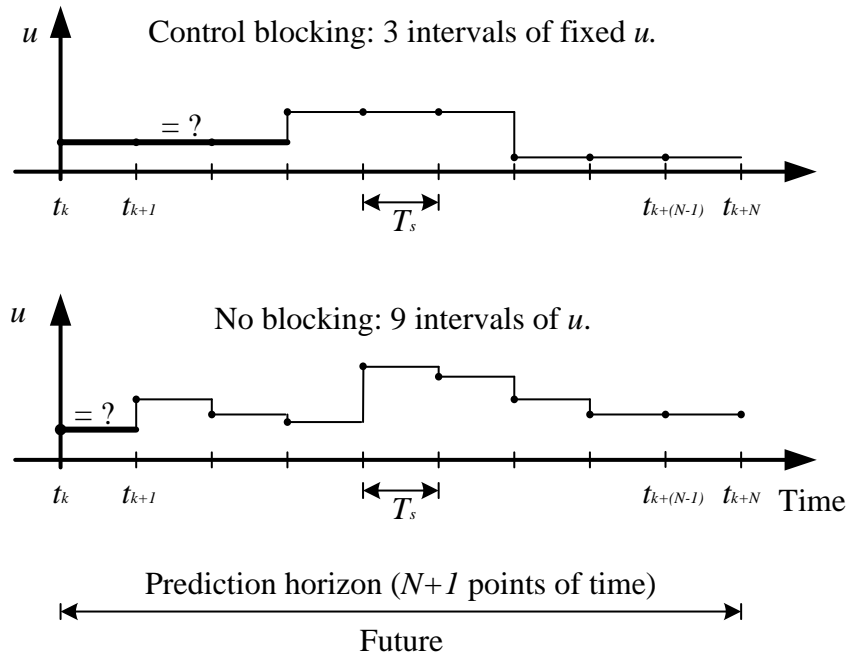 u
Control blocking: 3 intervals of fixed u.
= ?
tk
tk+1
Ts
tk+(N-1)
tk+N
u
No blocking: 9 intervals of u.
= ?
tk
tk+1
Ts
tk+(N-1)
tk+N
Time
Prediction horizon (N+1 points of time)
Future